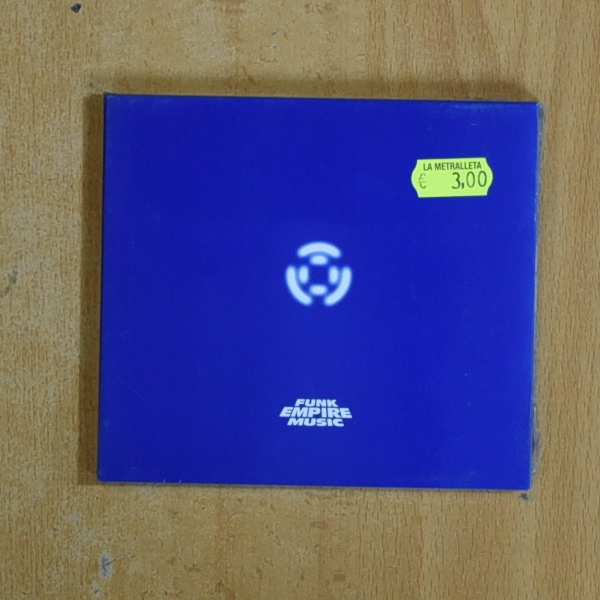 LA METRALLETA
€ 3,00
FUNK
EMPIRE
MUSIC